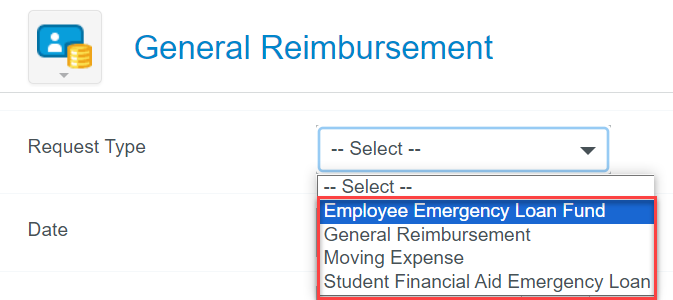 General Reimbursement
Request Type
-- Select --
-- Select --
Employee Emergency Loan Fund
General Reimbursement
Moving Expense
Student Financial Aid Emergency Loan
Date